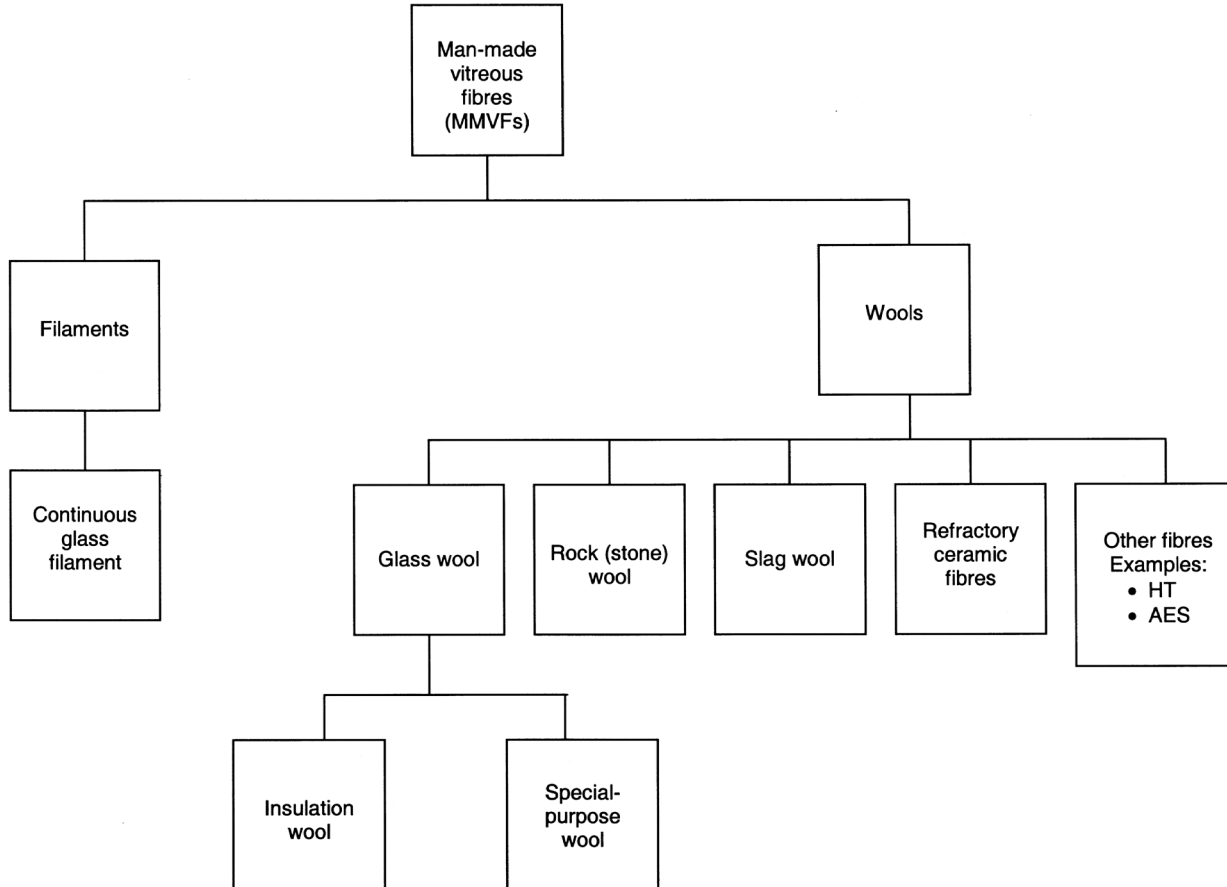 Man-made
vitreous
fibres
(MMVFs)
Filaments
Wools
Continuous
glass
filament
Glass wool
Rock (stone)
wool
Slag wool
Refractory
ceramic
fibres
Other fibres
Examples:
• HT
• AES
Insulation
wool
Special-
purpose
wool